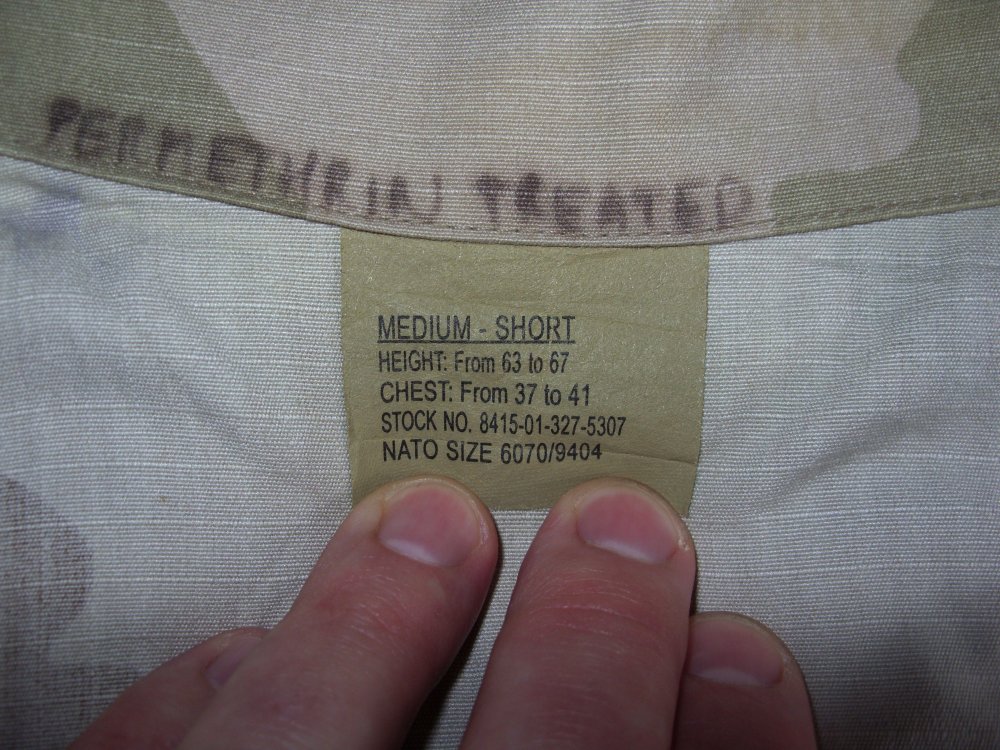 PERMETHRIN TREATED
MEDIUM - SHORT
HEIGHT: From 63 to 67
CHEST: From 37 to 41
STOCK NO. 8415-01-327-5307
NATO SIZE 6070/9404